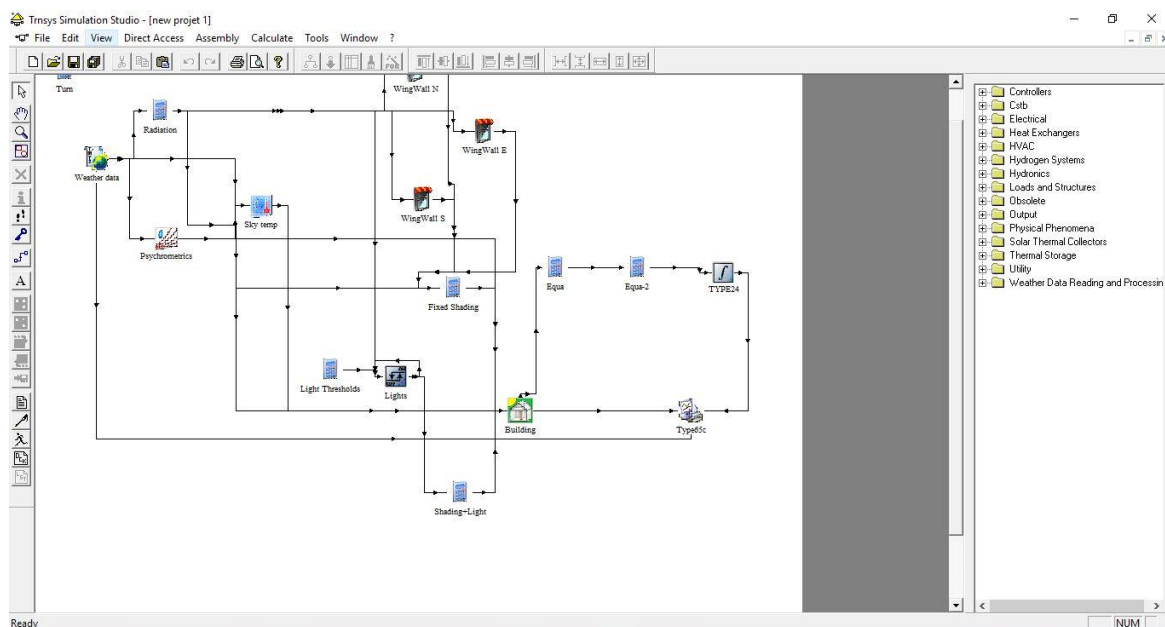 Trnsys Simulation Studio - [new projet 1]
File Edit View Direct Access Assembly Calculate Tools Window ?
Turn
WingWall N
Radiation
WingWall E
Weather data
WingWall S
Sky temp
Psychrometrics
Equa
Equa-2
TYPE24
Fixed Shading
Light Thresholds
Lights
Building
Type65c
Shading+Light
Controllers
Cstb
Electrical
Heat Exchangers
HVAC
Hydrogen Systems
Hydronics
Loads and Structures
Obsolete
Output
Physical Phenomena
Solar Thermal Collectors
Thermal Storage
Utility
Weather Data Reading and Processin
Ready
NUM